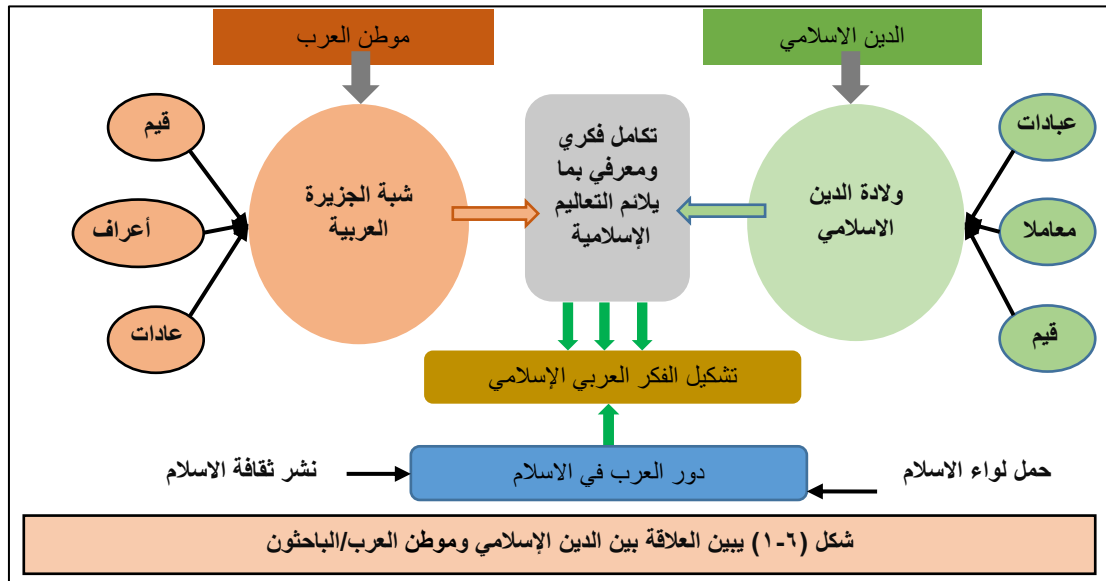 الدين الاسلامي
موطن العرب
عبادات
معاملا
قيم
ولادة الدين
الاسلامي
تكامل فكري
ومعرفي بما
يلائم التعاليم
الإسلامية
شبة الجزيرة
العربية
قيم
أعراف
عادات
تشكيل الفكر العربي الإسلامي
حمل لواء الاسلام
دور العرب في الاسلام
نشر ثقافة الاسلام
شكل (٦-١) يبين العلاقة بين الدين الإسلامي وموطن العرب/الباحثون